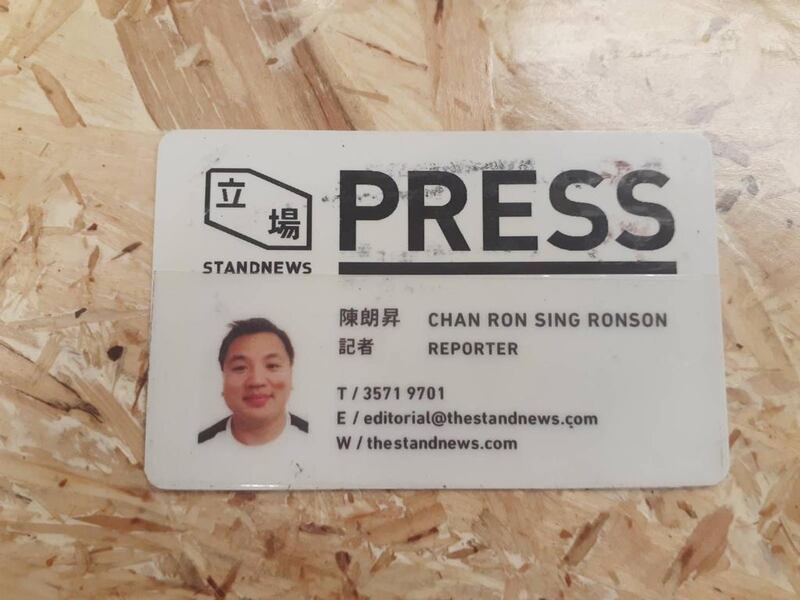 立場
STANDNEWS
PRESS
陳朗昇 CHAN RON SING RONSON
記者 REPORTER
T / 3571 9701
E / editorial@thestandnews.com
W / thestandnews.com